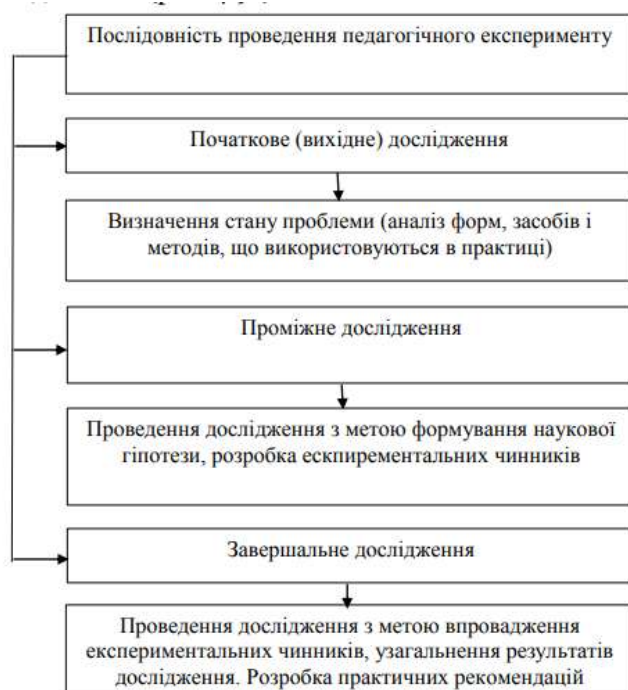 Послідовність проведення педагогічного експерименту
Початкове (вихідне) дослідження
Визначення стану проблеми (аналіз форм, засобів і
методів, що використовуються в практиці)
Проміжне дослідження
Проведення дослідження з метою формування наукової
гіпотези, розробка ескпирементальних чинників
Завершальне дослідження
Проведення дослідження з метою впровадження
експериментальних чинників, узагальнення результатів
дослідження. Розробка практичних рекомендацій